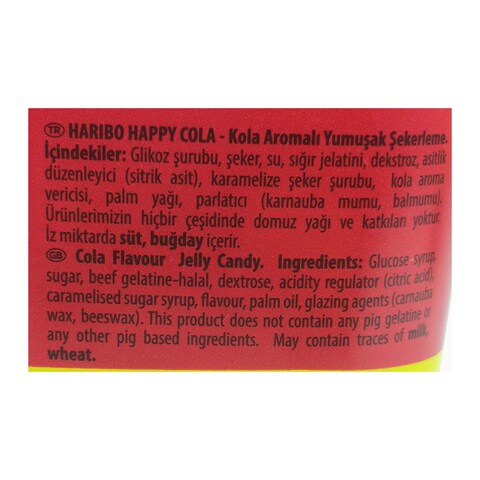 TR HARIBO HAPPY COLA - Kola Aromalı Yumuşak Şekerleme.
İçindekiler: Glikoz şurubu, şeker, su, sığır jelatini, dekstroz, asitlik
düzenleyici (sitrik asit), karamelize şeker şurubu, kola aroma
vericisi, palm yağı, parlatıcı (karnauba mumu, balmumu).
Ürünlerimizin hiçbir çeşidinde domuz yağı ve katkıları yoktur.
İz miktarda süt, buğday içerir.
GB Cola Flavour Jelly Candy. Ingredients: Glucose syrup,
sugar, beef gelatine-halal, dextrose, acidity regulator (citric acid),
caramelised sugar syrup, flavour, palm oil, glazing agents (carnauba
wax, beeswax). This product does not contain any pig gelatine or
any other pig based ingredients. May contain traces of milk,
wheat.